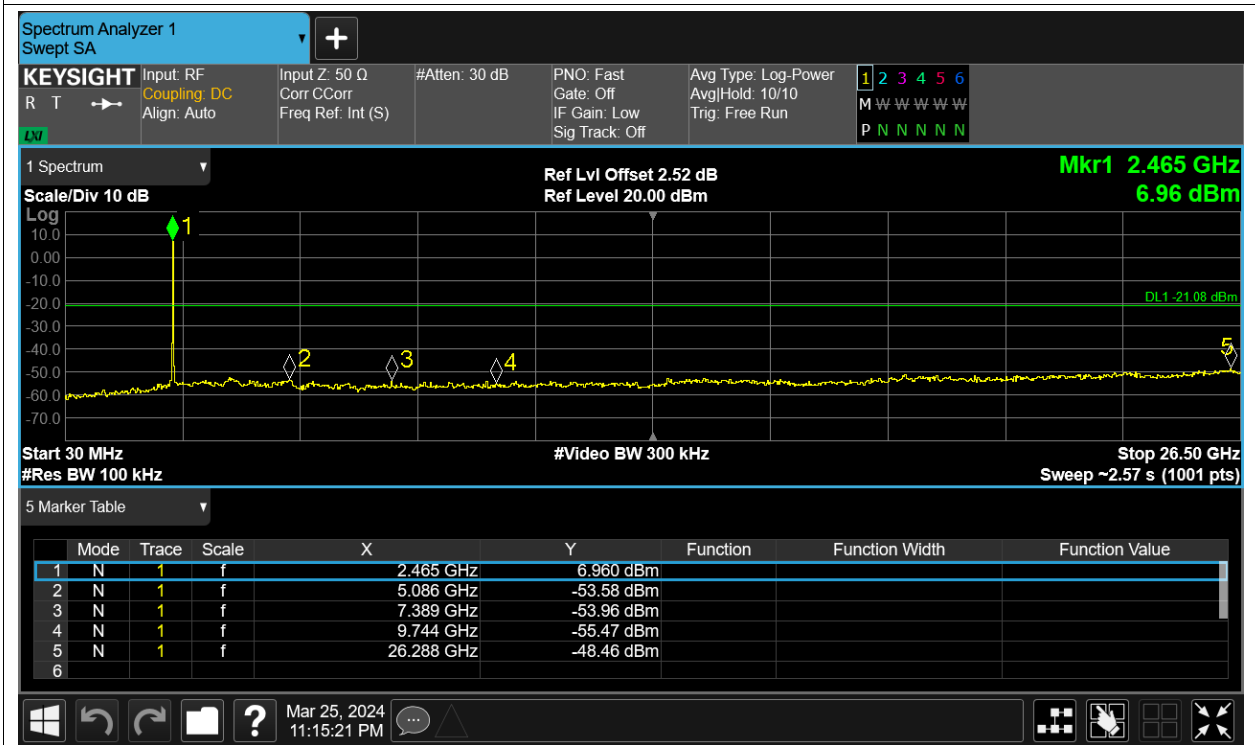 Spectrum Analyzer 1
Swept SA
KEYSIGHT
R T
LXI
Input: RF
Coupling: DC
Align: Auto
Input Z: 50 Ω
Corr CCorr
Freq Ref: Int (S)
#Atten: 30 dB
PNO: Fast
Gate: Off
IF Gain: Low
Sig Track: Off
Avg Type: Log-Power
Avg|Hold: 10/10
Trig: Free Run
1 2 3 4 5 6
M W W W W W
P N N N N N
1 Spectrum
Scale/Div 10 dB
Ref Lvl Offset 2.52 dB
Ref Level 20.00 dBm
Mkr1 2.465 GHz
6.96 dBm
Log
10.0
0.00
-10.0
-20.0
-30.0
-40.0
-50.0
-60.0
-70.0
1
DL1 -21.08 dBm
2
3
4
5
Start 30 MHz
#Res BW 100 kHz
#Video BW 300 kHz
Stop 26.50 GHz
Sweep ~2.57 s (1001 pts)
5 Marker Table
Mode Trace Scale X Y Function Function Width Function Value
1 N 1 f 2.465 GHz 6.960 dBm
2 N 1 f 5.086 GHz -53.58 dBm
3 N 1 f 7.389 GHz -53.96 dBm
4 N 1 f 9.744 GHz -55.47 dBm
5 N 1 f 26.288 GHz -48.46 dBm
6
?
Mar 25, 2024
11:15:21 PM